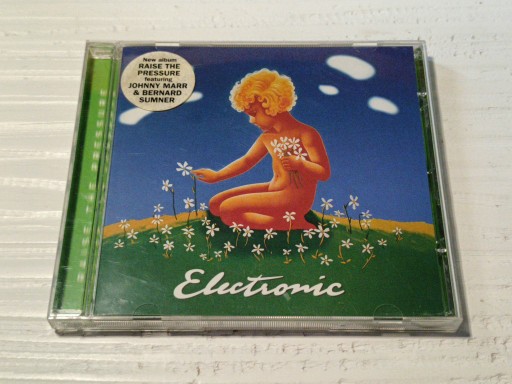 New album
RAISE THE
PRESSURE
featuring
JOHNNY MARR
& BERNARD
SUMNER
Electronic